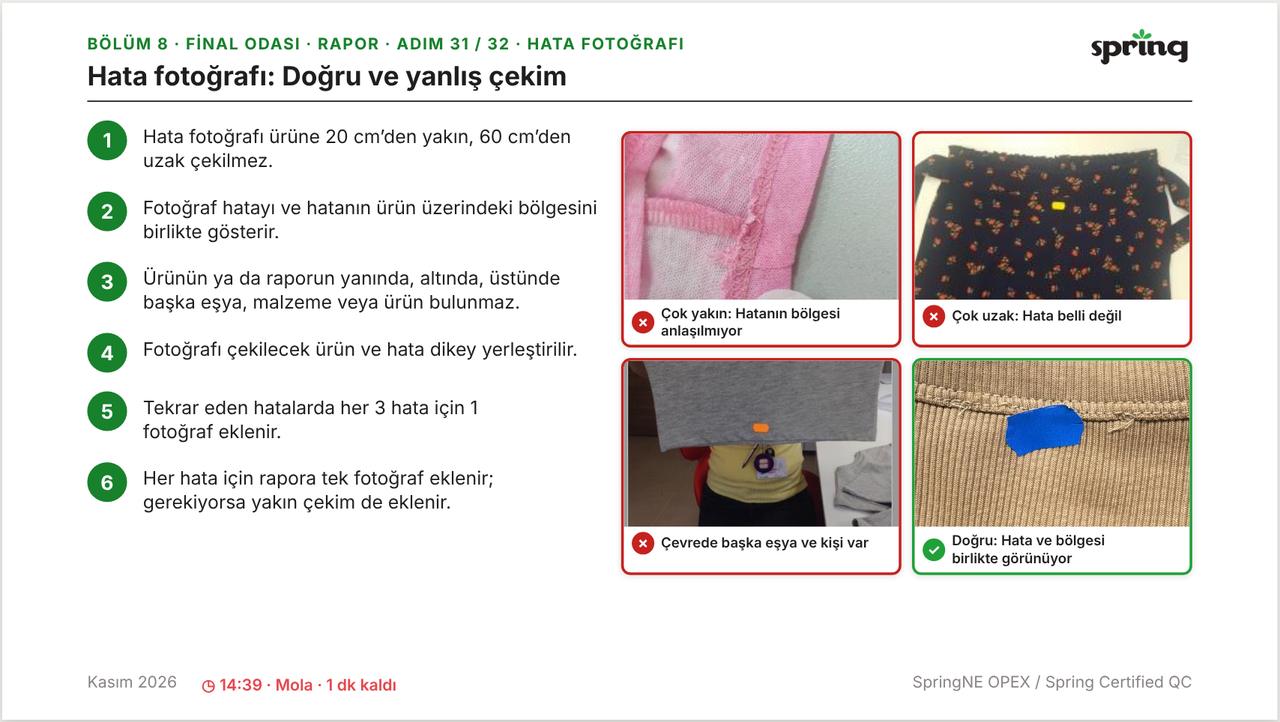 BÖLÜM 8 · FİNAL ODASI · RAPOR · ADIM 31 / 32 · HATA FOTOĞRAFI
spring
Hata fotoğrafı: Doğru ve yanlış çekim
1
Hata fotoğrafı ürüne 20 cm’den yakın, 60 cm’den
uzak çekilmez.
2
Fotoğraf hatayı ve hatanın ürün üzerindeki bölgesini
birlikte gösterir.
3
Ürünün ya da raporun yanında, altında, üstünde
başka eşya, malzeme veya ürün bulunmaz.
4
Fotoğrafı çekilecek ürün ve hata dikey yerleştirilir.
5
Tekrar eden hatalarda her 3 hata için 1
fotoğraf eklenir.
6
Her hata için rapora tek fotoğraf eklenir;
gerekiyorsa yakın çekim de eklenir.
Çok yakın: Hatanın bölgesi
anlaşılmıyor
Çok uzak: Hata belli değil
Çevrede başka eşya ve kişi var
Doğru: Hata ve bölgesi
birlikte görünüyor
Kasım 2026
14:39 · Mola · 1 dk kaldı
SpringNE OPEX / Spring Certified QC